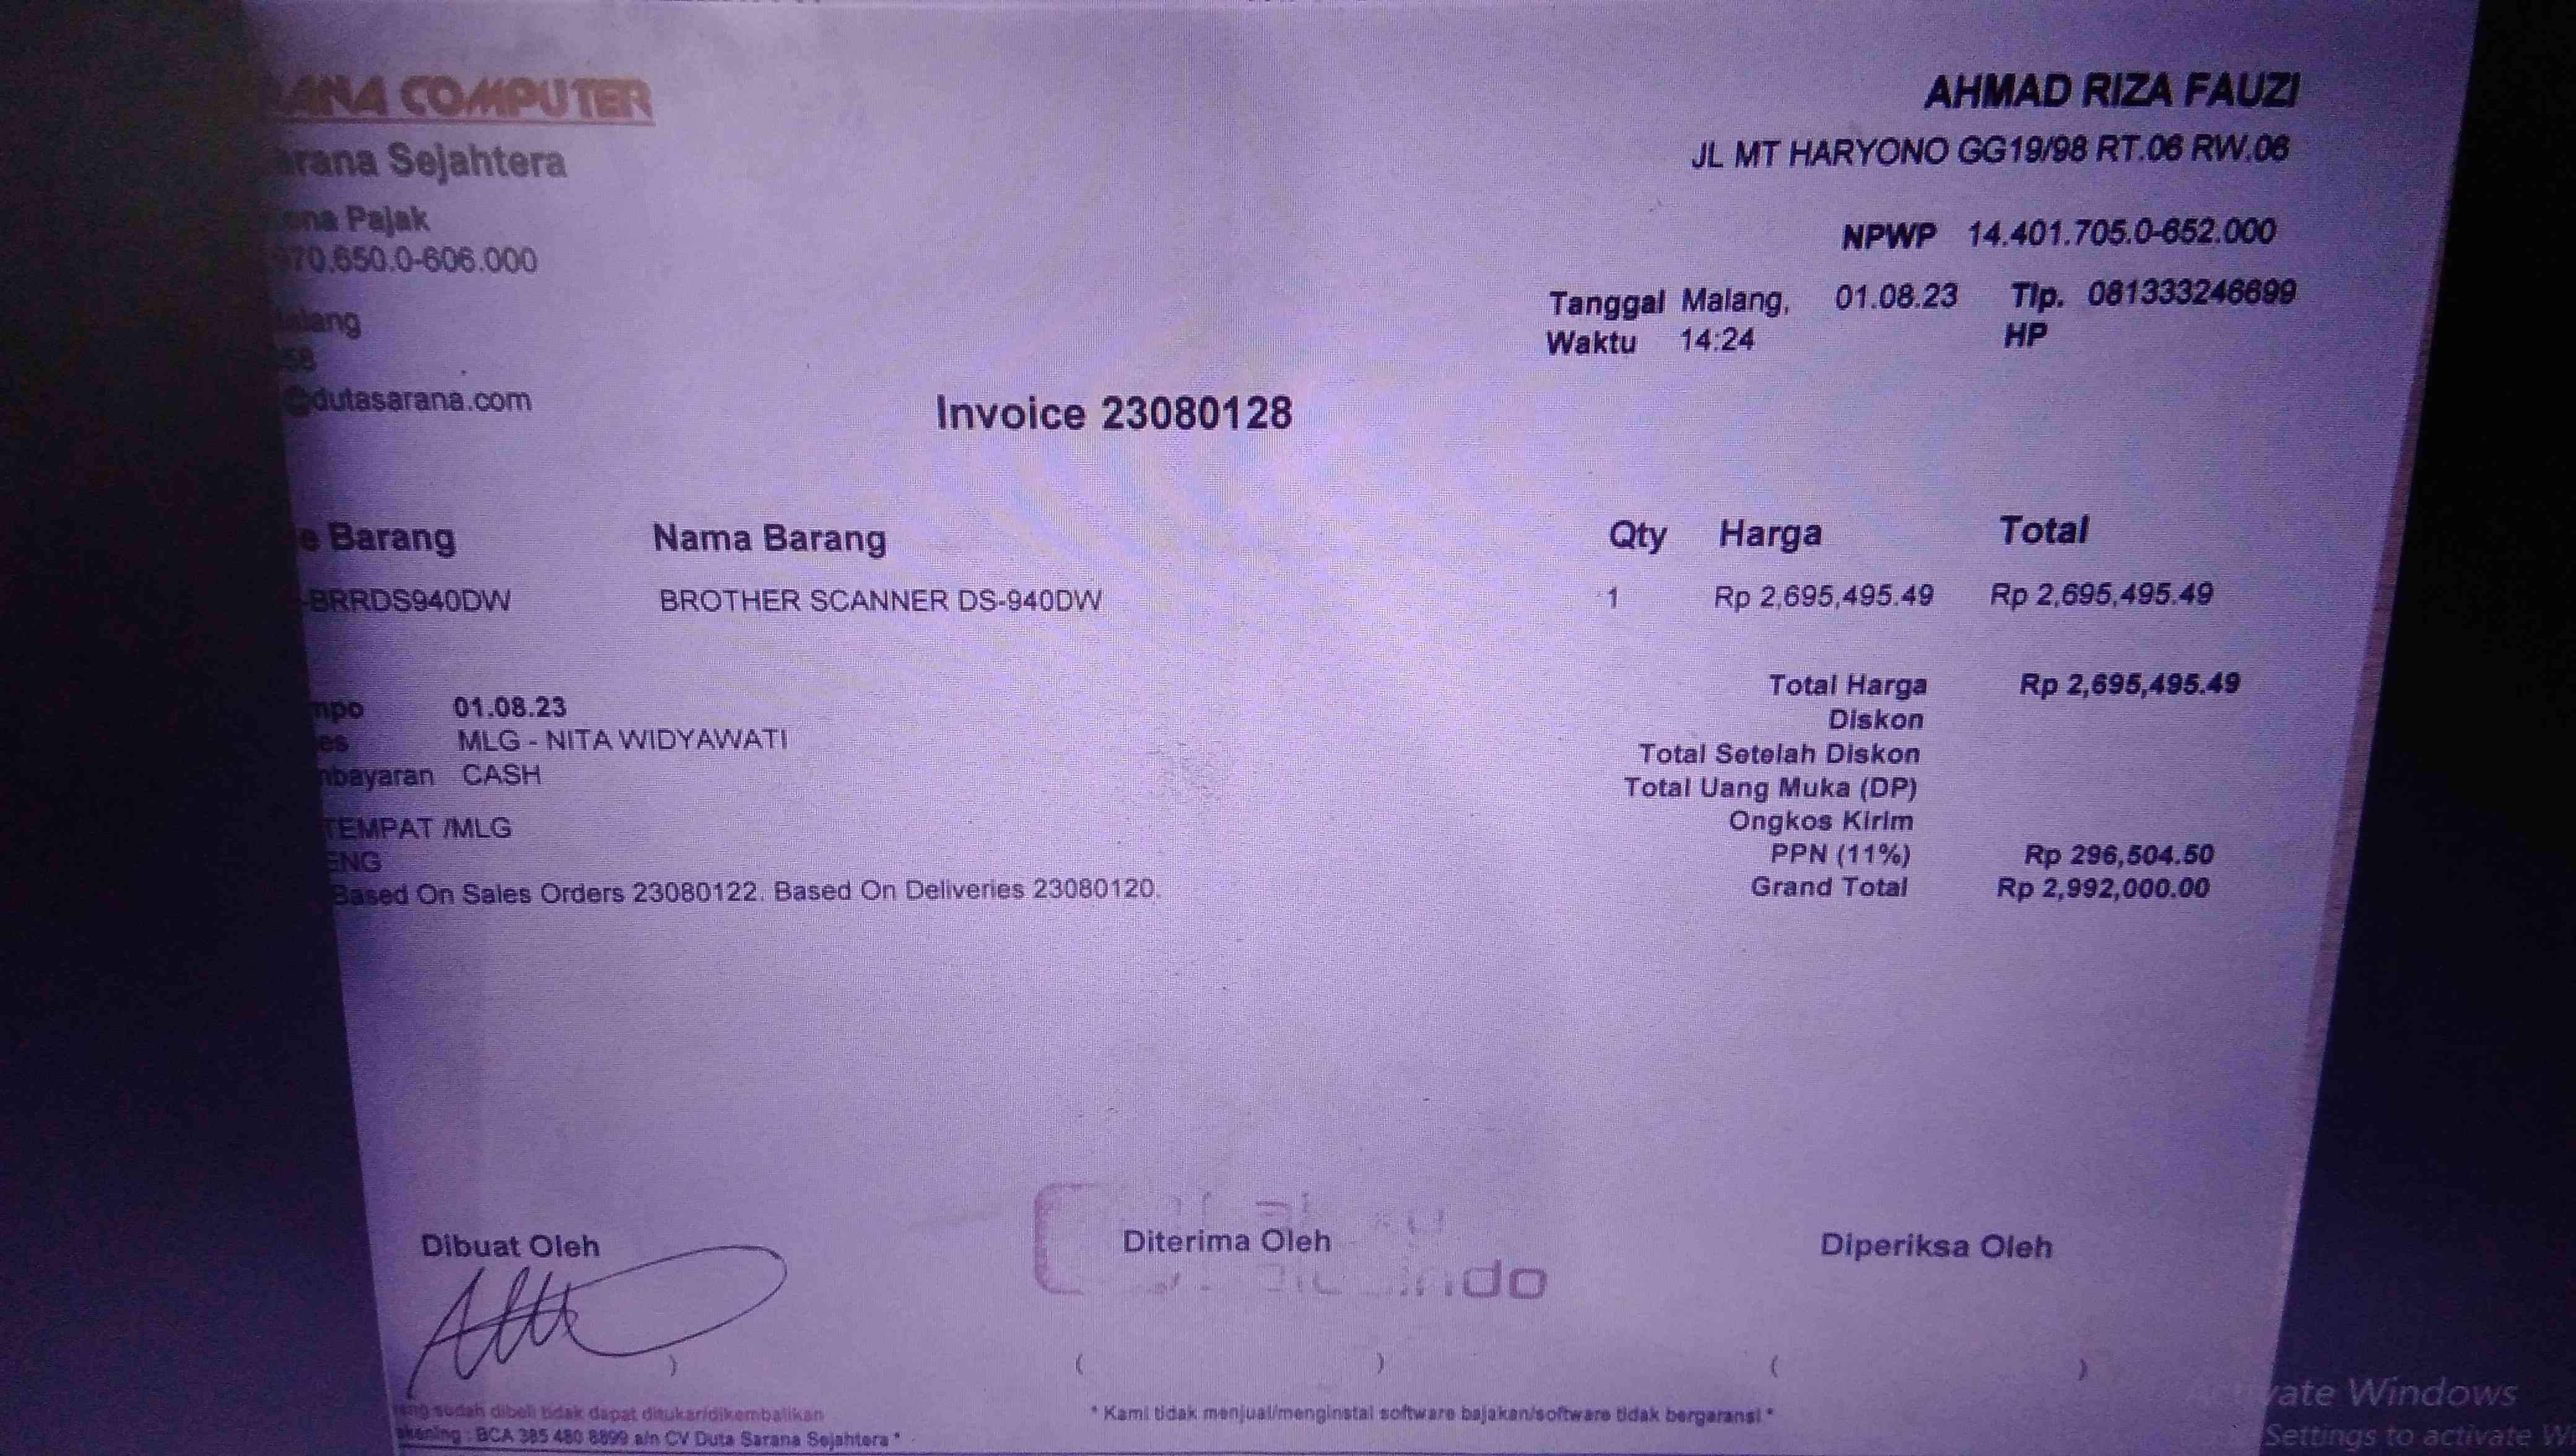 ANA COMPUTER
arana Sejahtera
Pajak
970.650.0-606.000
alang
58
@dutasarana.com
AHMAD RIZA FAUZI
JL MT HARYONO GG19/98 RT.06 RW.06
NPWP 14.401.705.0-652.000
Tanggal Malang, 01.08.23 Tlp. 081333246699
Waktu 14:24 HP
Invoice 23080128
e Barang Nama Barang Qty Harga Total
-BRRDS940DW BROTHER SCANNER DS-940DW 1 Rp 2,695,495.49 Rp 2,695,495.49
Total Harga Rp 2,695,495.49
Diskon
Total Setelah Diskon
Total Uang Muka (DP)
Ongkos Kirim
PPN (11%) Rp 296,504.50
Grand Total Rp 2,992,000.00
mpo 01.08.23
es MLG - NITA WIDYAWATI
mbayaran CASH
TEMPAT /MLG
ENG
Based On Sales Orders 23080122. Based On Deliveries 23080120.
Dibuat Oleh Diterima Oleh Diperiksa Oleh
ndo
) ( ) ( )
sudah dibeli tidak dapat ditukar/dikembalikan
* Kami tidak menjual/menginstal software bajakan/software tidak bergaransi *
ekening : BCA 385 480 8899 a/n CV Duta Sarana Sejahtera *
vate Windows
Settings to activate W